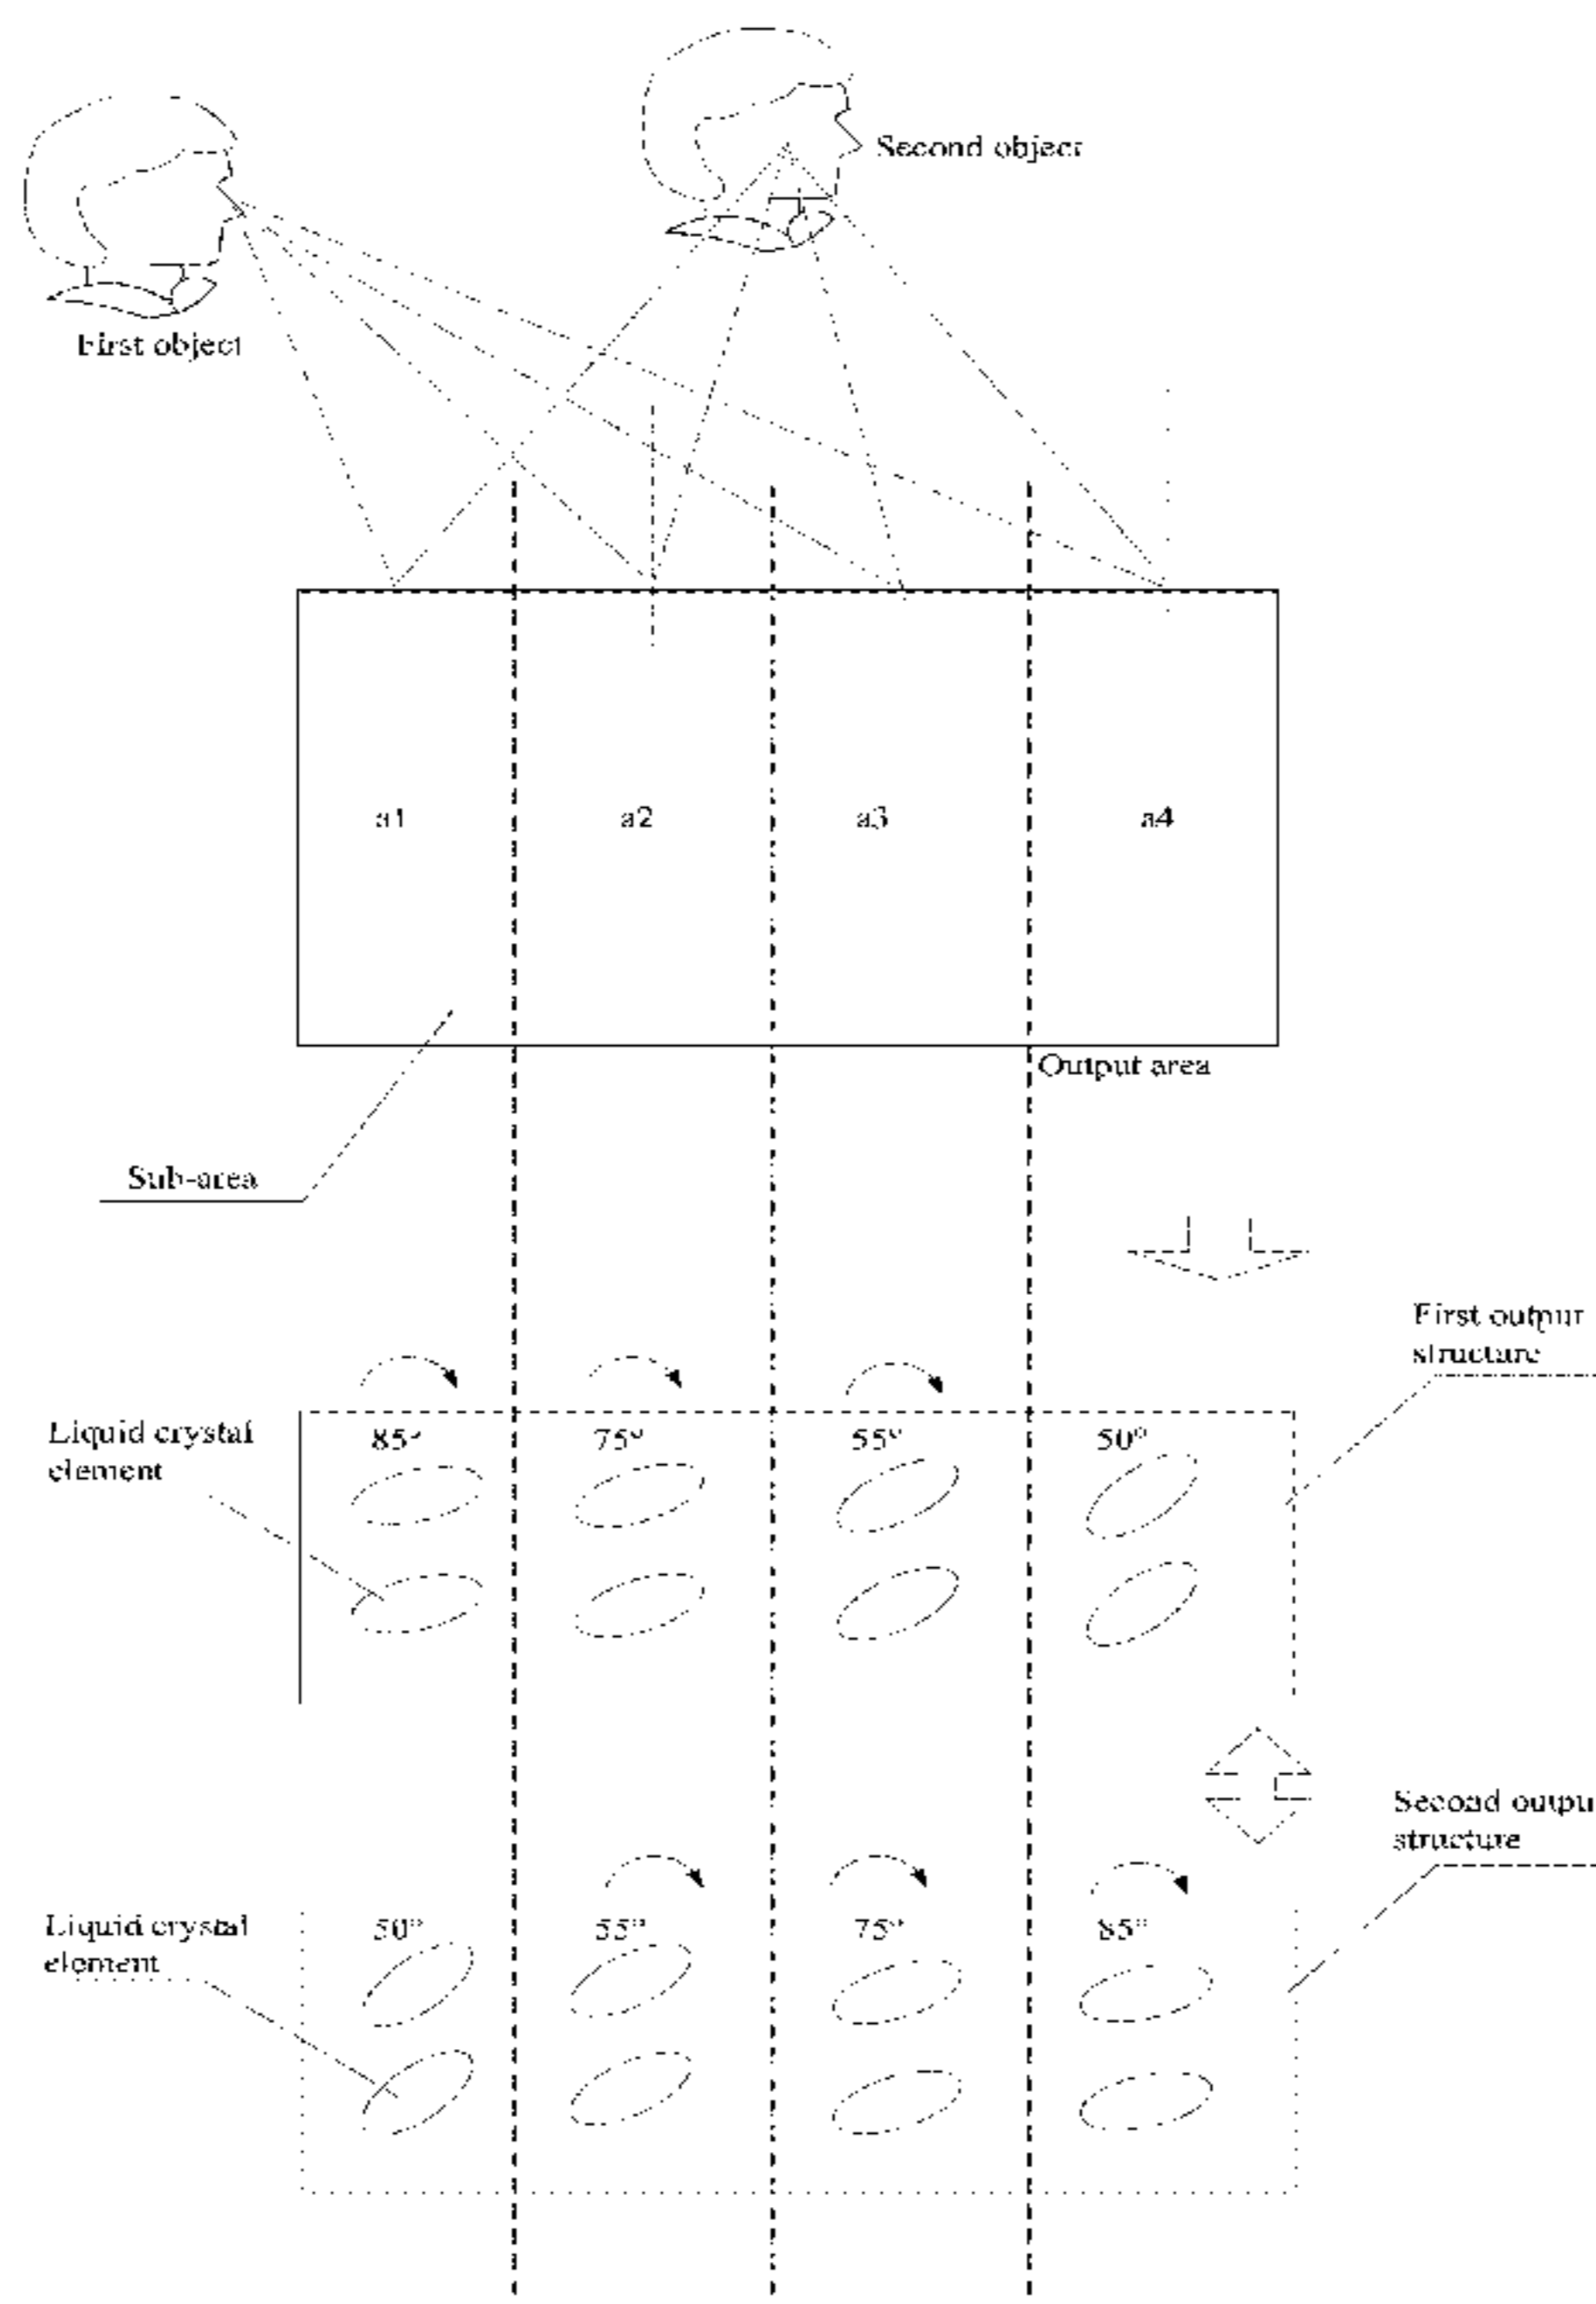 Second object
First object
a1
a2
a3
a4
Output area
Sub-area
First output
structure
Liquid crystal
element
85°
75°
55°
50°
Second outpu
structure
Liquid crystal
element
50°
55°
75°
85°